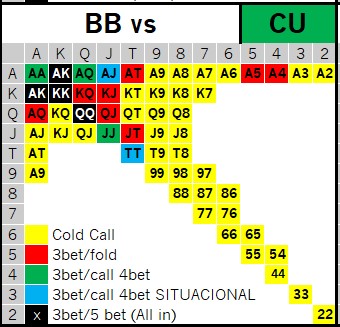 BB vs CU
A K Q J T 9 8 7 6 5 4 3 2
A AA AK AQ AJ AT A9 A8 A7 A6 A5 A4 A3 A2
K AK KK KQ KJ KT K9 K8 K7
Q AQ KQ QQ QJ QT Q9 Q8
J AJ KJ QJ JJ JT J9 J8
T AT TT T9 T8
9 A9 99 98 97
8 88 87 86
7 77 76
6 Cold Call 66 65
5 3bet/fold 55 54
4 3bet/call 4bet 44
3 3bet/call 4bet SITUACIONAL 33
2 x 3bet/5 bet (All in) 22